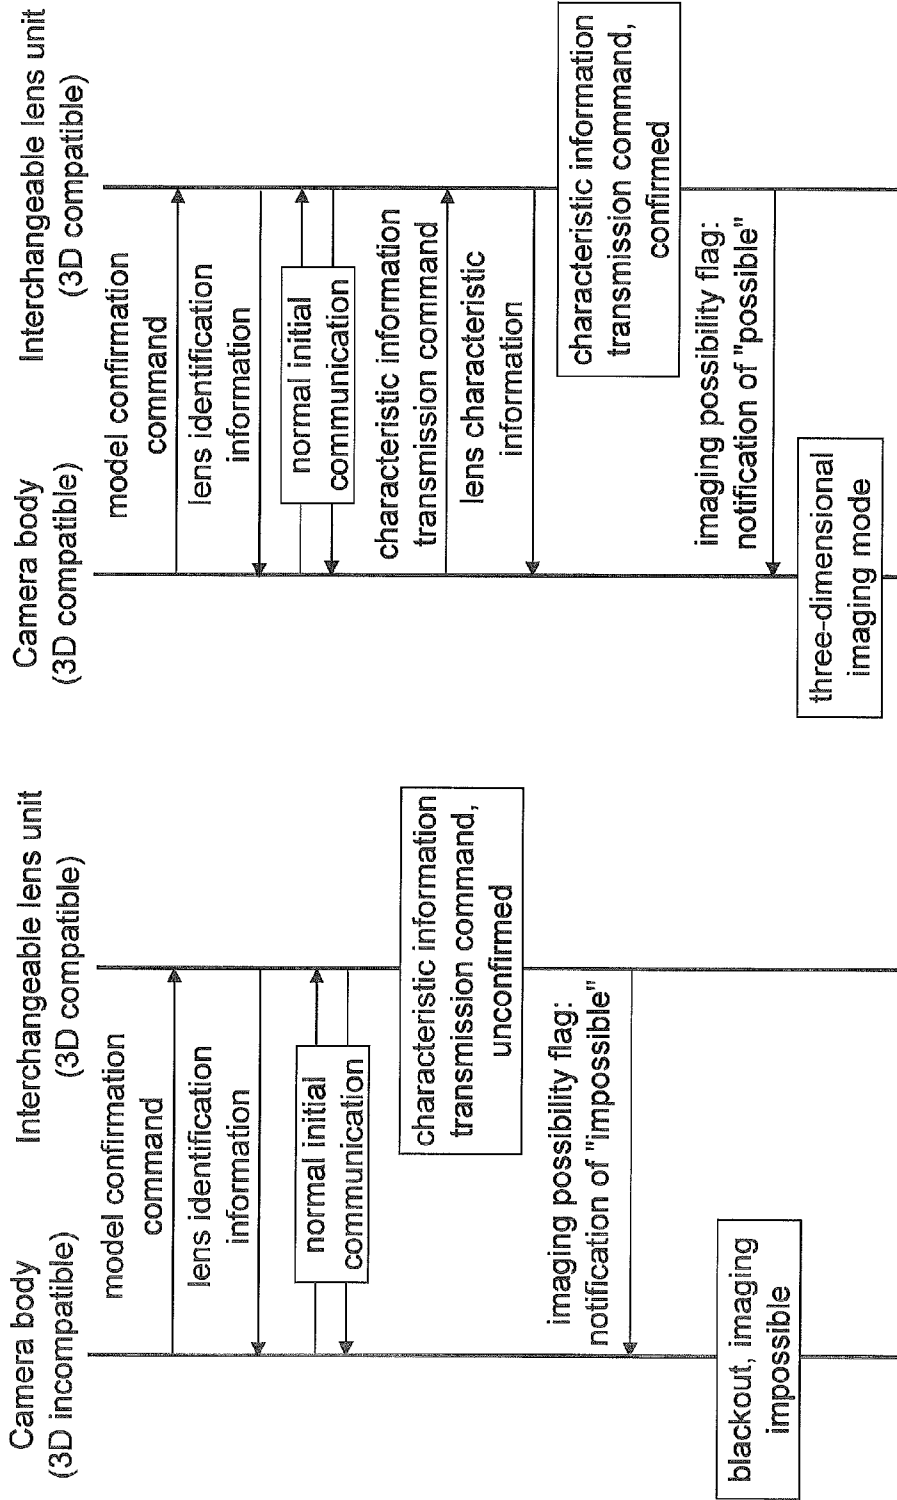 Camera body
(3D incompatible)
Interchangeable lens unit
(3D compatible)
model confirmation
command
lens identification
information
normal initial
communication
characteristic information
transmission command,
unconfirmed
imaging possibility flag:
notification of "impossible"
blackout, imaging
impossible
Camera body
(3D compatible)
Interchangeable lens unit
(3D compatible)
model confirmation
command
lens identification
information
normal initial
communication
characteristic information
transmission command
lens characteristic
information
characteristic information
transmission command,
confirmed
imaging possibility flag:
notification of "possible"
three-dimensional
imaging mode